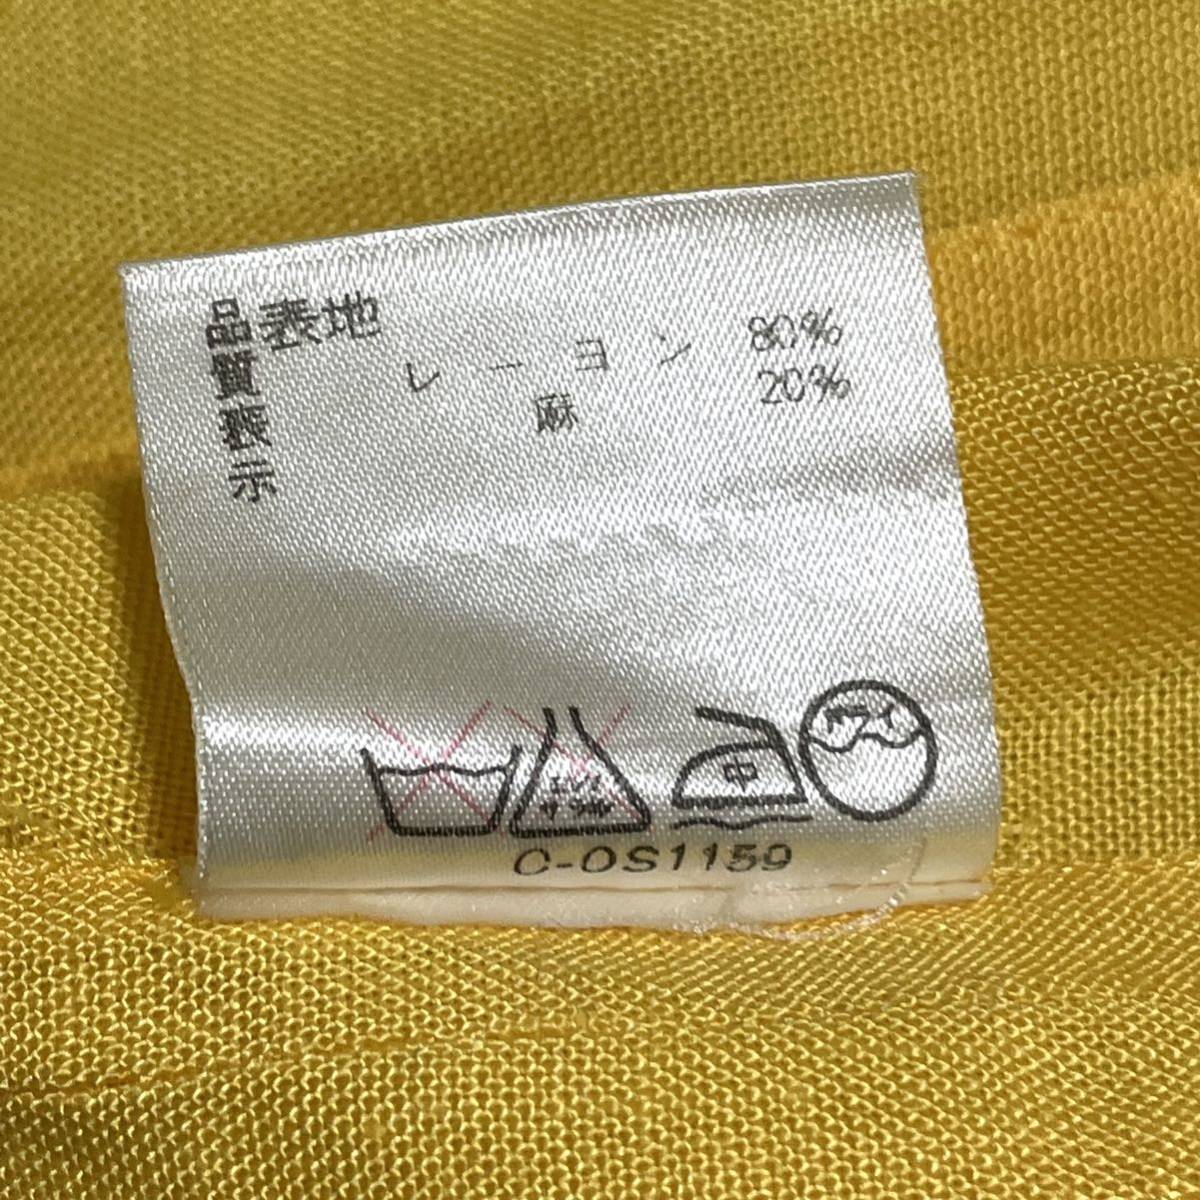 品質表示
表地
レーヨン 80%
麻 20%
エンソ
サラシ
中
ドライ
C-OS1159